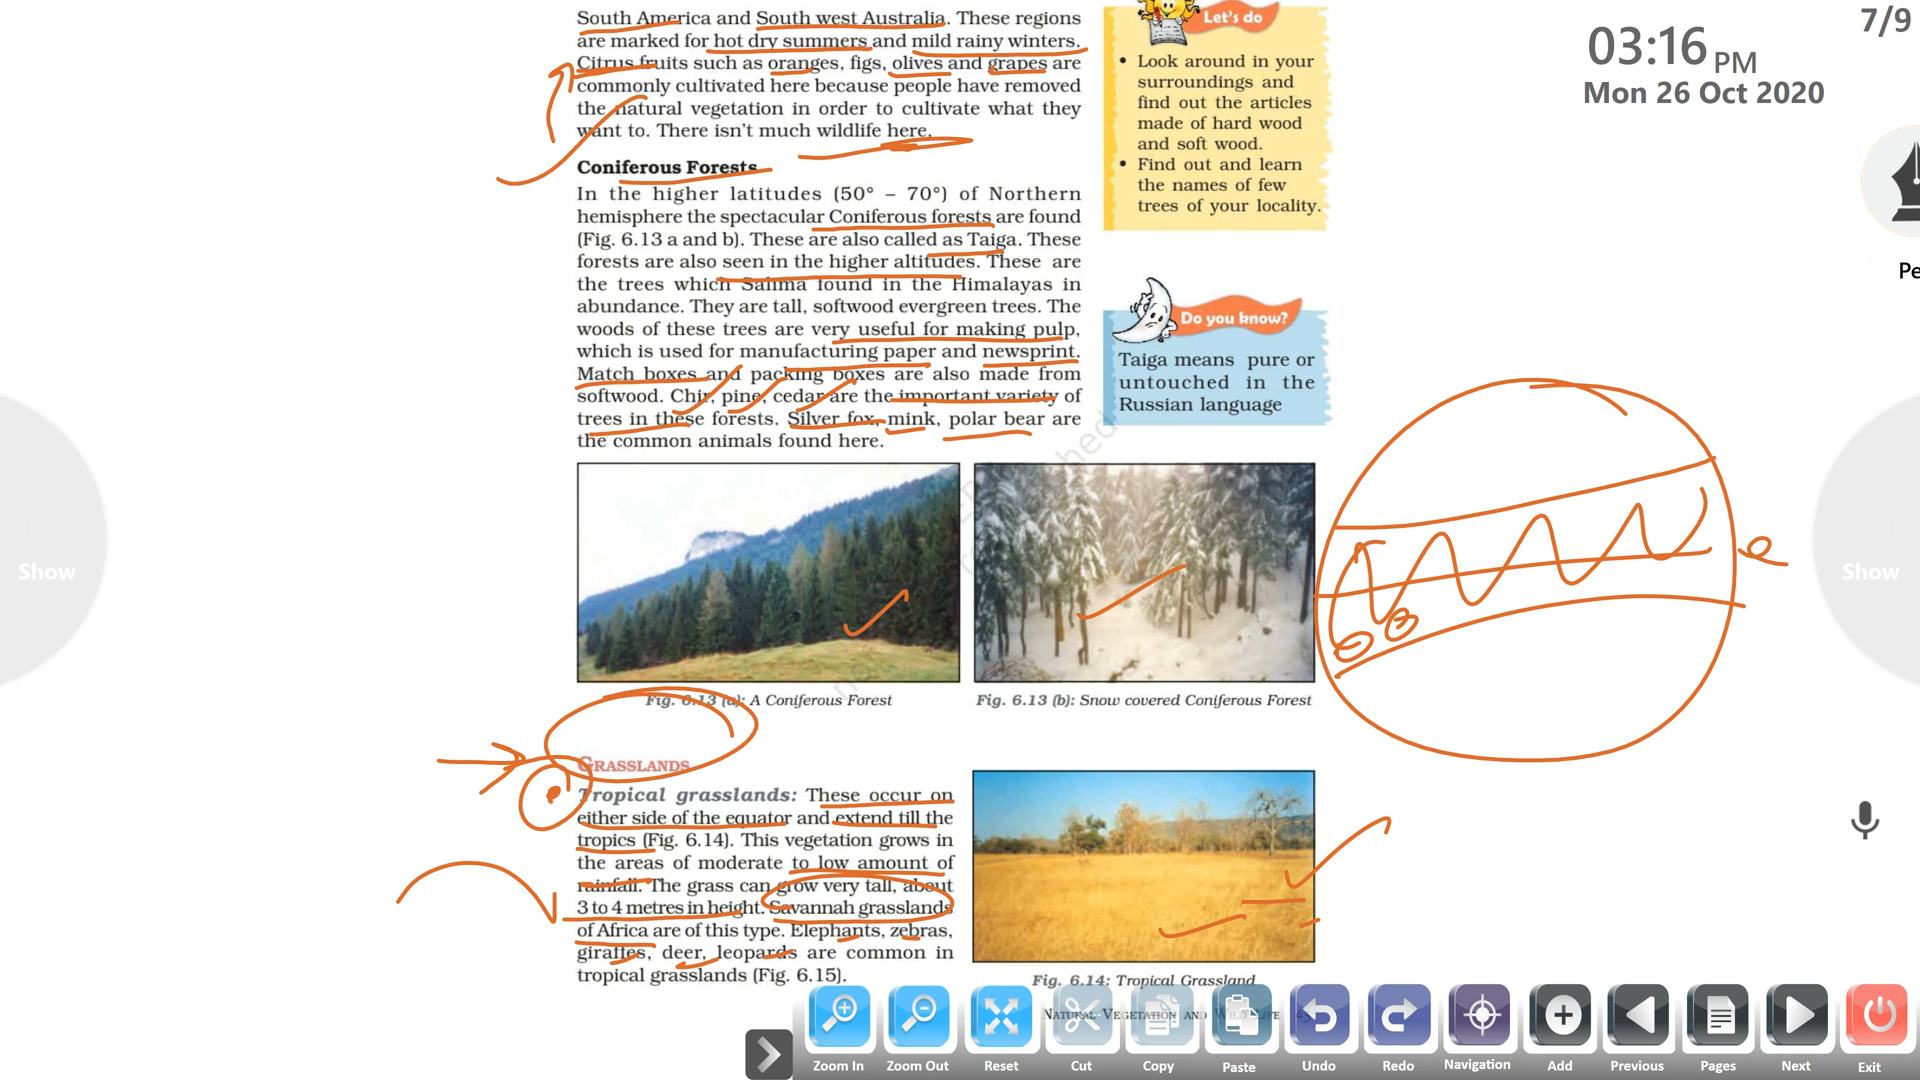 South America and South west Australia. These regions
are marked for hot dry summers and mild rainy winters.
Citrus fruits such as oranges, figs, olives and grapes are
commonly cultivated here because people have removed
the natural vegetation in order to cultivate what they
want to. There isn't much wildlife here.
Coniferous Forests
In the higher latitudes (50° – 70°) of Northern
hemisphere the spectacular Coniferous forests are found
(Fig. 6.13 a and b). These are also called as Taiga. These
forests are also seen in the higher altitudes. These are
the trees which Salima found in the Himalayas in
abundance. They are tall, softwood evergreen trees. The
woods of these trees are very useful for making pulp,
which is used for manufacturing paper and newsprint.
Match boxes and packing boxes are also made from
softwood. Chir, pine, cedar are the important variety of
trees in these forests. Silver fox, mink, polar bear are
the common animals found here.
Let's do
• Look around in your
surroundings and
find out the articles
made of hard wood
and soft wood.
• Find out and learn
the names of few
trees of your locality.
Do you know?
Taiga means pure or
untouched in the
Russian language
Fig. 6.13 (a): A Coniferous Forest
Fig. 6.13 (b): Snow covered Coniferous Forest
GRASSLANDS
Tropical grasslands: These occur on
either side of the equator and extend till the
tropics (Fig. 6.14). This vegetation grows in
the areas of moderate to low amount of
rainfall. The grass can grow very tall, about
3 to 4 metres in height. Savannah grasslands
of Africa are of this type. Elephants, zebras,
giraffes, deer, leopards are common in
tropical grasslands (Fig. 6.15).
Fig. 6.14: Tropical Grassland
NATURAL VEGETATION AND WILD LIFE
7/9
03:16 PM
Mon 26 Oct 2020
Pe
Show
Show
Zoom In
Zoom Out
Reset
Cut
Copy
Paste
Undo
Redo
Navigation
Add
Previous
Pages
Next
Exit